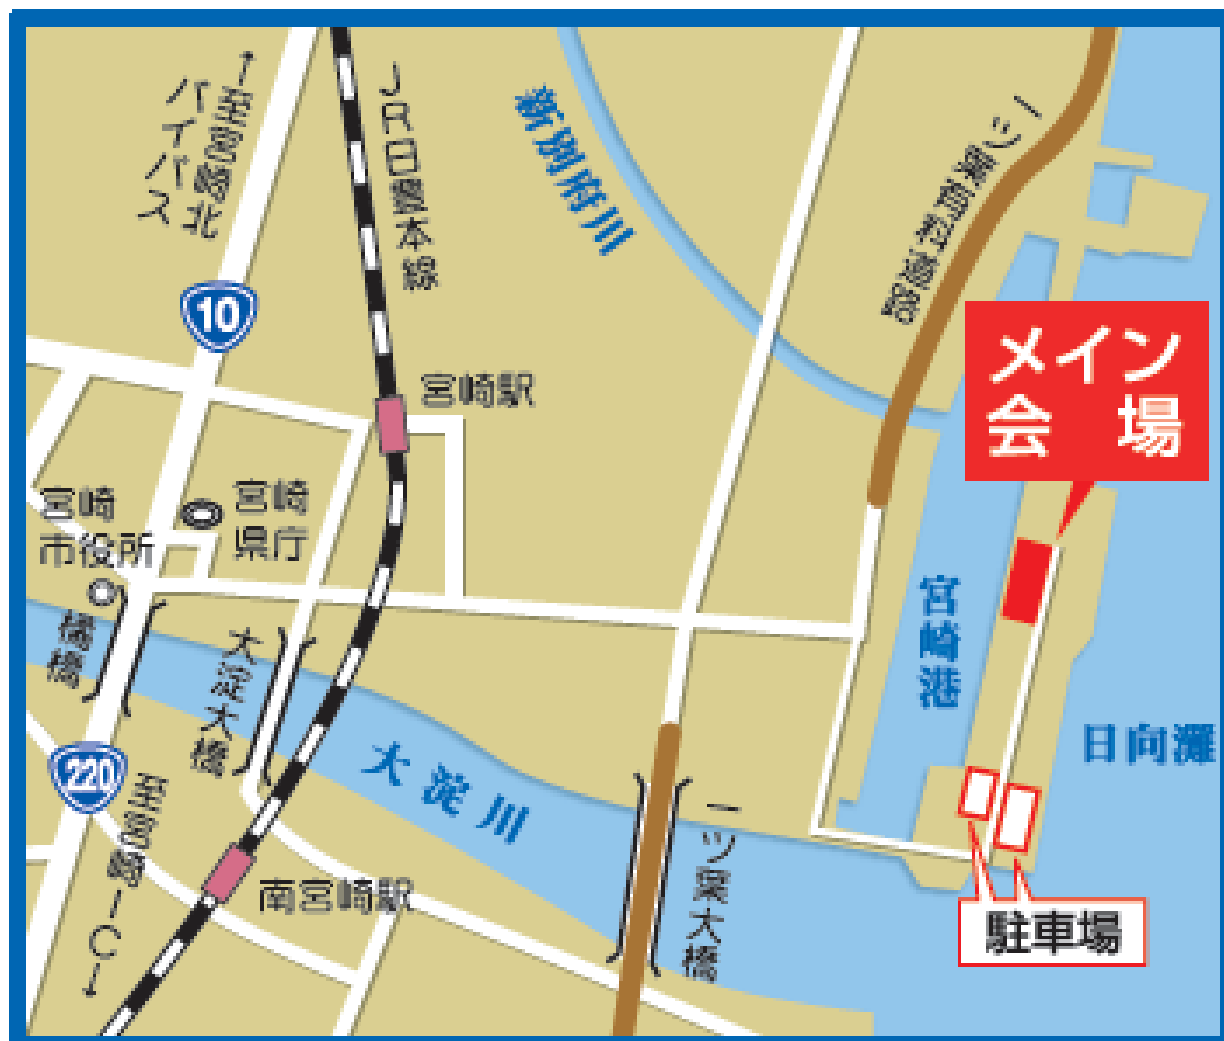 ↑至宮崎北
バイパス
JR日豊本線
新別府川
一ツ葉有料道路
10
メイン
会　場
宮崎駅
宮崎
市役所
宮崎
県庁
宮崎港
橘橋
大淀大橋
日向灘
220
大淀川
至宮崎IC↓
一ツ葉大橋
南宮崎駅
駐車場